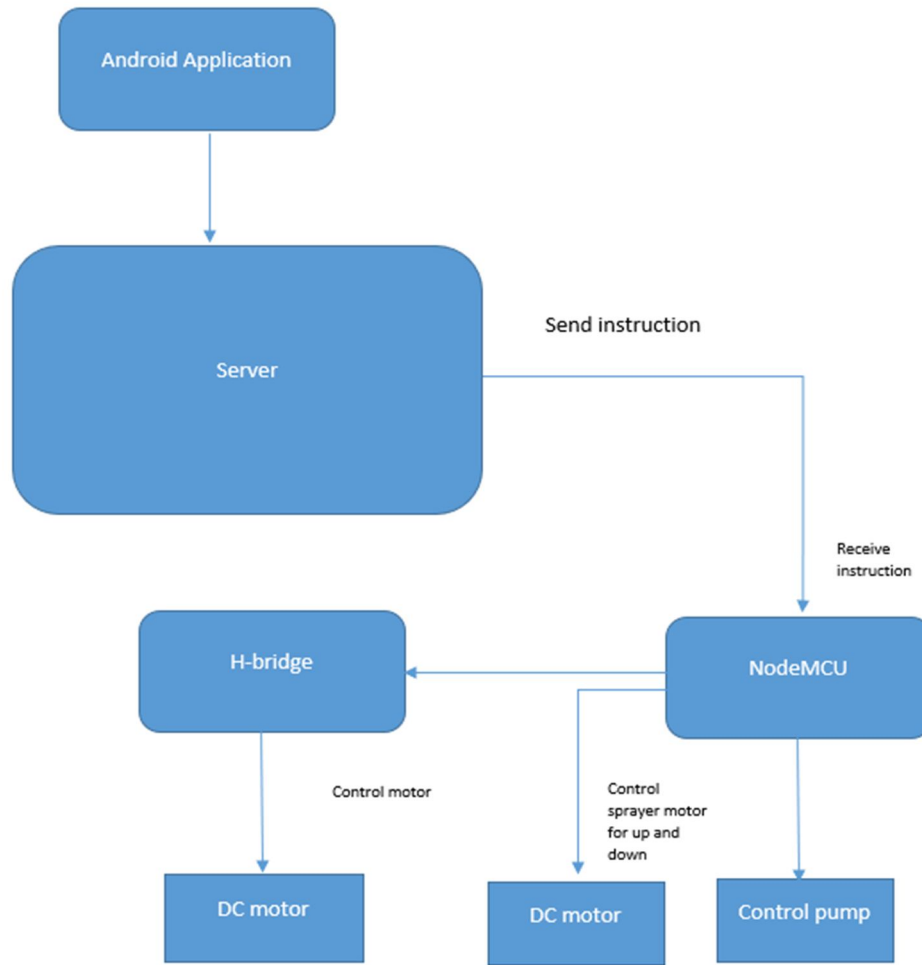 Android Application
Server
Send instruction
Receive
instruction
H-bridge
NodeMCU
Control motor
Control
sprayer motor
for up and
down
DC motor
DC motor
Control pump